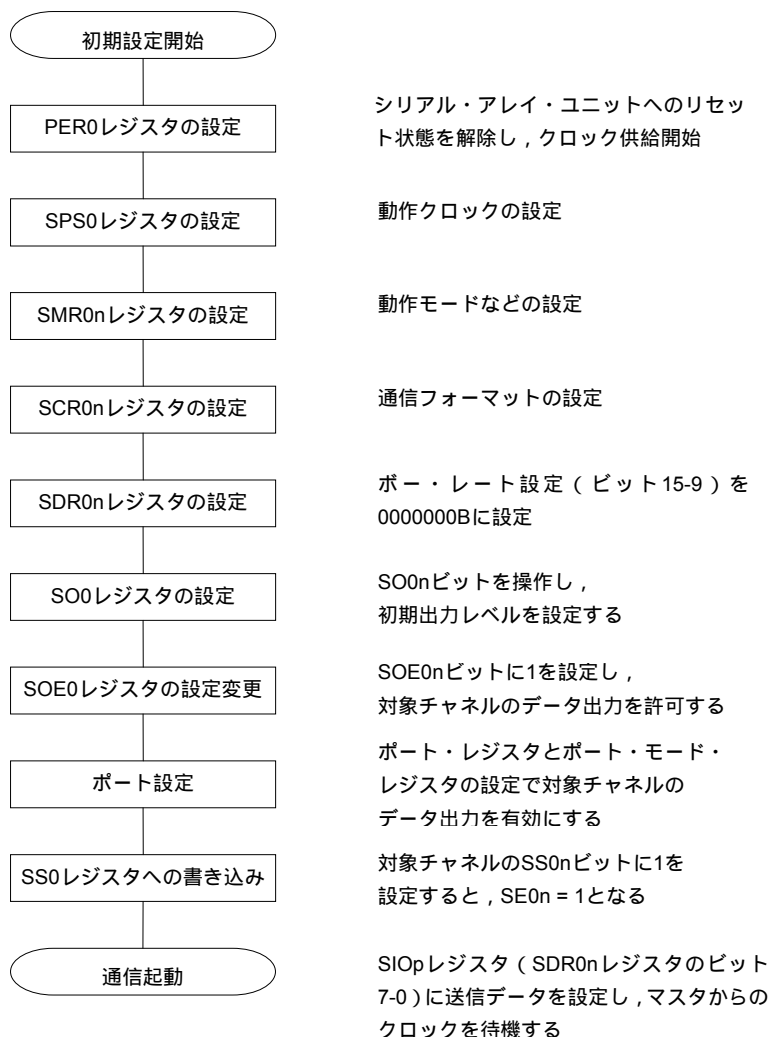 初期設定開始
PER0レジスタの設定
シリアル・アレイ・ユニットへのリセッ
ト状態を解除し，クロック供給開始
SPS0レジスタの設定
動作クロックの設定
SMR0nレジスタの設定
動作モードなどの設定
SCR0nレジスタの設定
通信フォーマットの設定
SDR0nレジスタの設定
ボー・レート設定（ビット15-9）を
0000000Bに設定
SO0レジスタの設定
SO0nビットを操作し，
初期出力レベルを設定する
SOE0レジスタの設定変更
SOE0nビットに1を設定し，
対象チャネルのデータ出力を許可する
ポート設定
ポート・レジスタとポート・モード・
レジスタの設定で対象チャネルの
データ出力を有効にする
SS0レジスタへの書き込み
対象チャネルのSS0nビットに1を
設定すると，SE0n = 1となる
通信起動
SIOpレジスタ（SDR0nレジスタのビット
7-0）に送信データを設定し，マスタからの
クロックを待機する